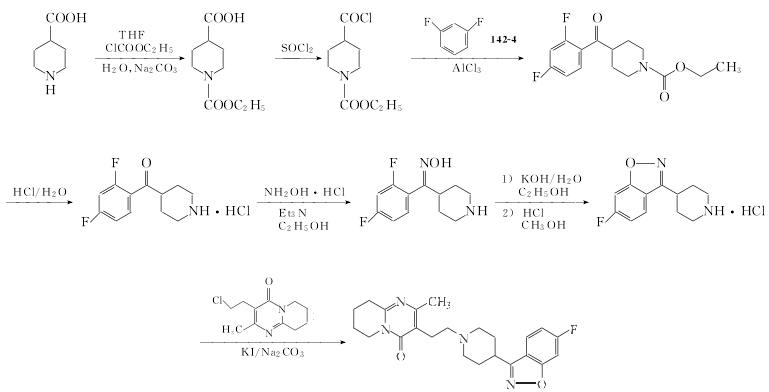 COOH
N
H
THF
ClCOOC2H5
H2O,Na2CO3
COOH
N
COOC2H5
SOCl2
COCl
N
COOC2H5
F
F
142-4
AlCl3
F
O
F
N
O
O
CH3
HCl/H2O
F
O
F
NH • HCl
NH2OH • HCl
Et3N
C2H5OH
F
NOH
F
NH
1) KOH/H2O
C2H5OH
2) HCl
CH3OH
O
N
F
NH • HCl
Cl
O
N
H3C
N
KI/Na2CO3
N
CH3
N
O
N
F
N
O